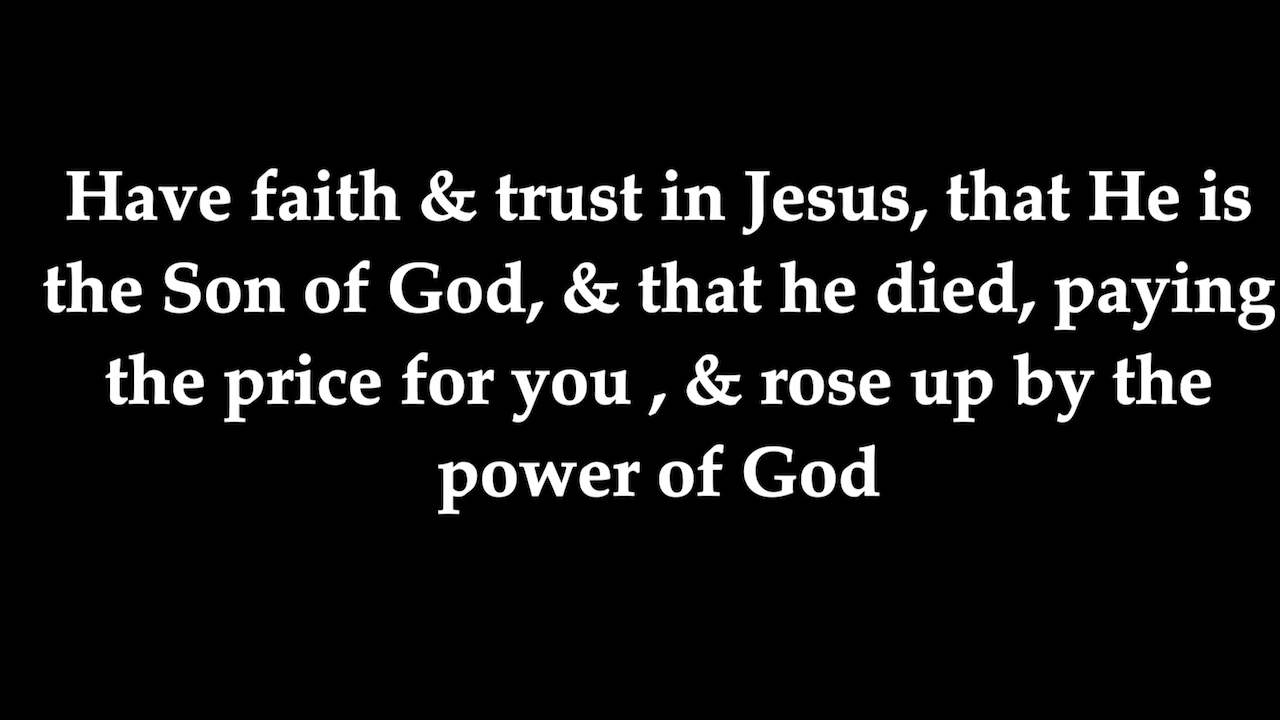 Have faith & trust in Jesus, that He is
the Son of God, & that he died, paying
the price for you , & rose up by the
power of God